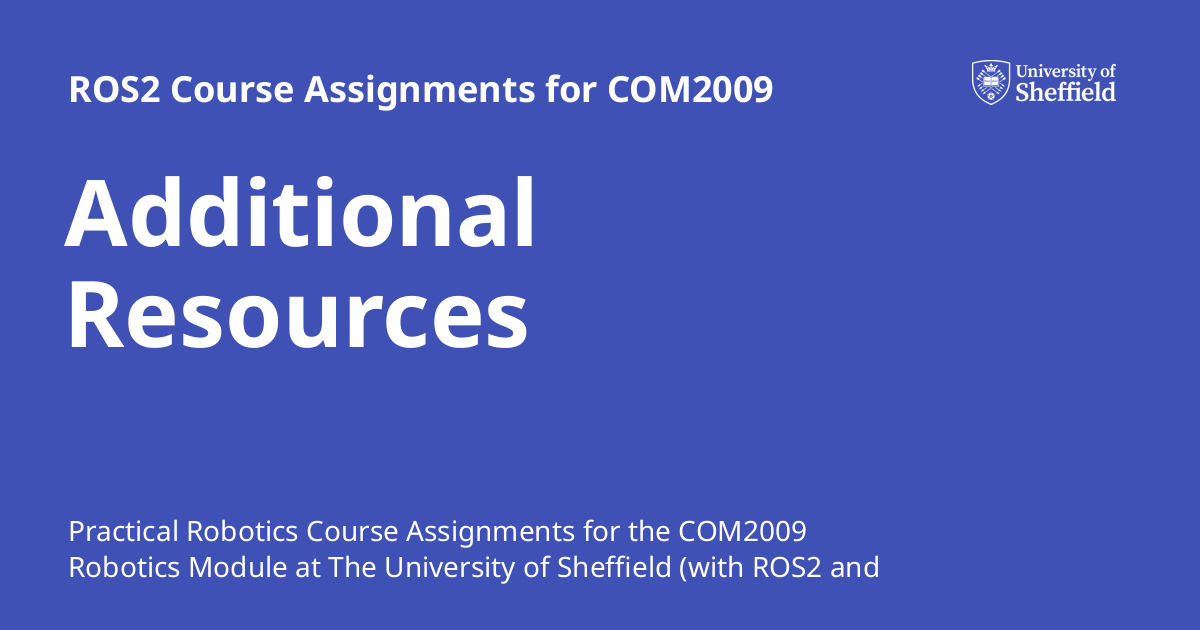 ROS2 Course Assignments for COM2009
University of
Sheffield
Additional
Resources
Practical Robotics Course Assignments for the COM2009
Robotics Module at The University of Sheffield (with ROS2 and